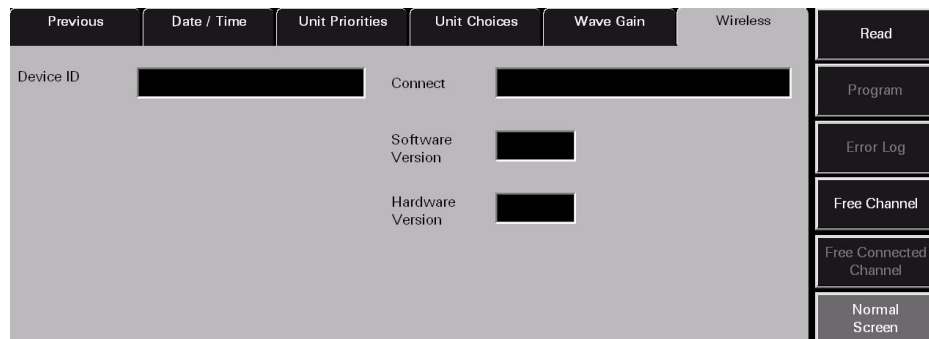 Previous
Date / Time
Unit Priorities
Unit Choices
Wave Gain
Wireless
Read
Device ID
Connect
Program
Software
Version
Error Log
Hardware
Version
Free Channel
Free Connected
Channel
Normal
Screen